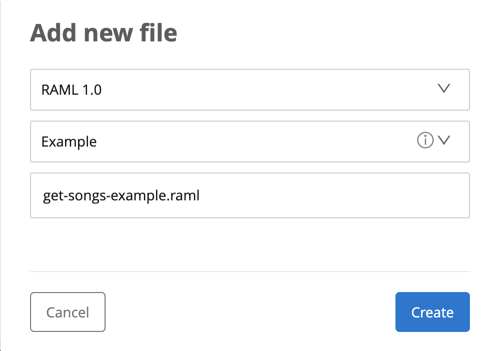 Add new file
RAML 1.0
Example
get-songs-example.raml
Cancel
Create